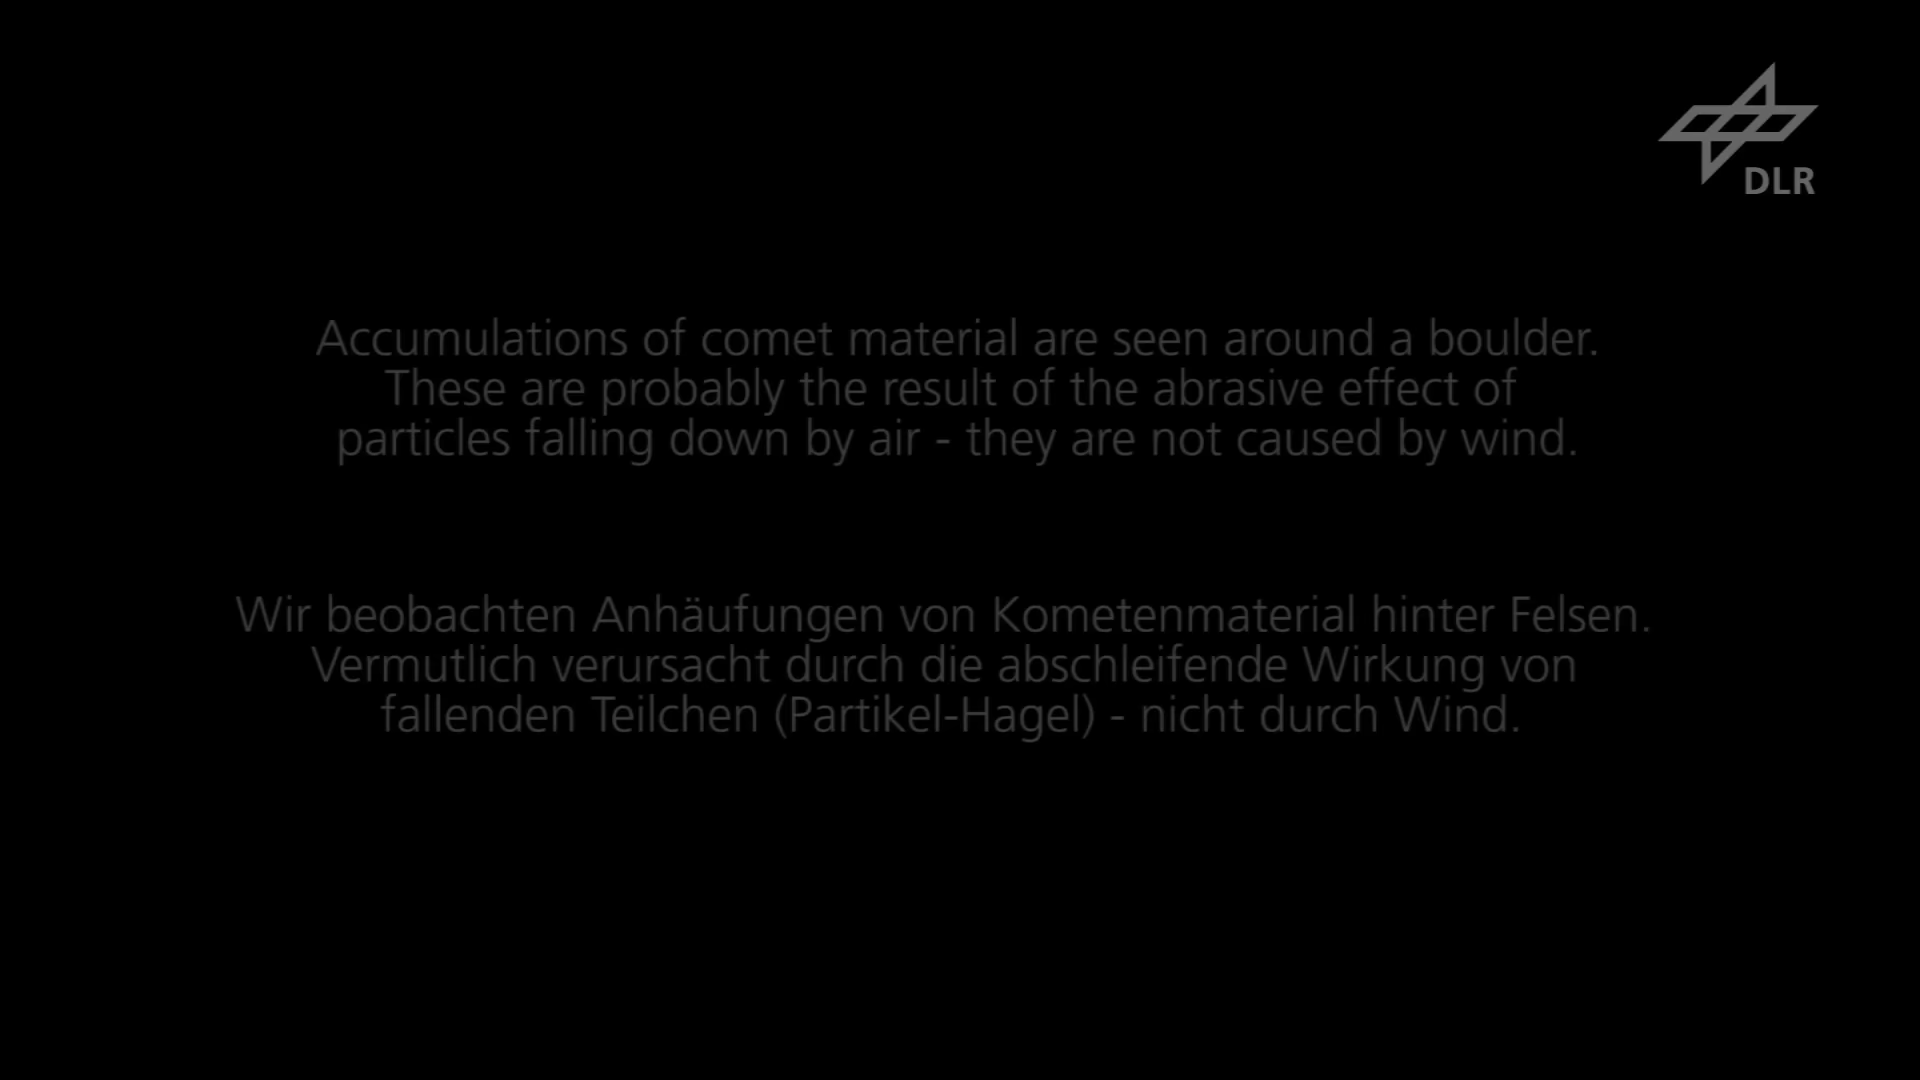 DLR
Accumulations of comet material are seen around a boulder.
These are probably the result of the abrasive effect of
particles falling down by air - they are not caused by wind.
Wir beobachten Anhäufungen von Kometenmaterial hinter Felsen.
Vermutlich verursacht durch die abschleifende Wirkung von
fallenden Teilchen (Partikel-Hagel) - nicht durch Wind.